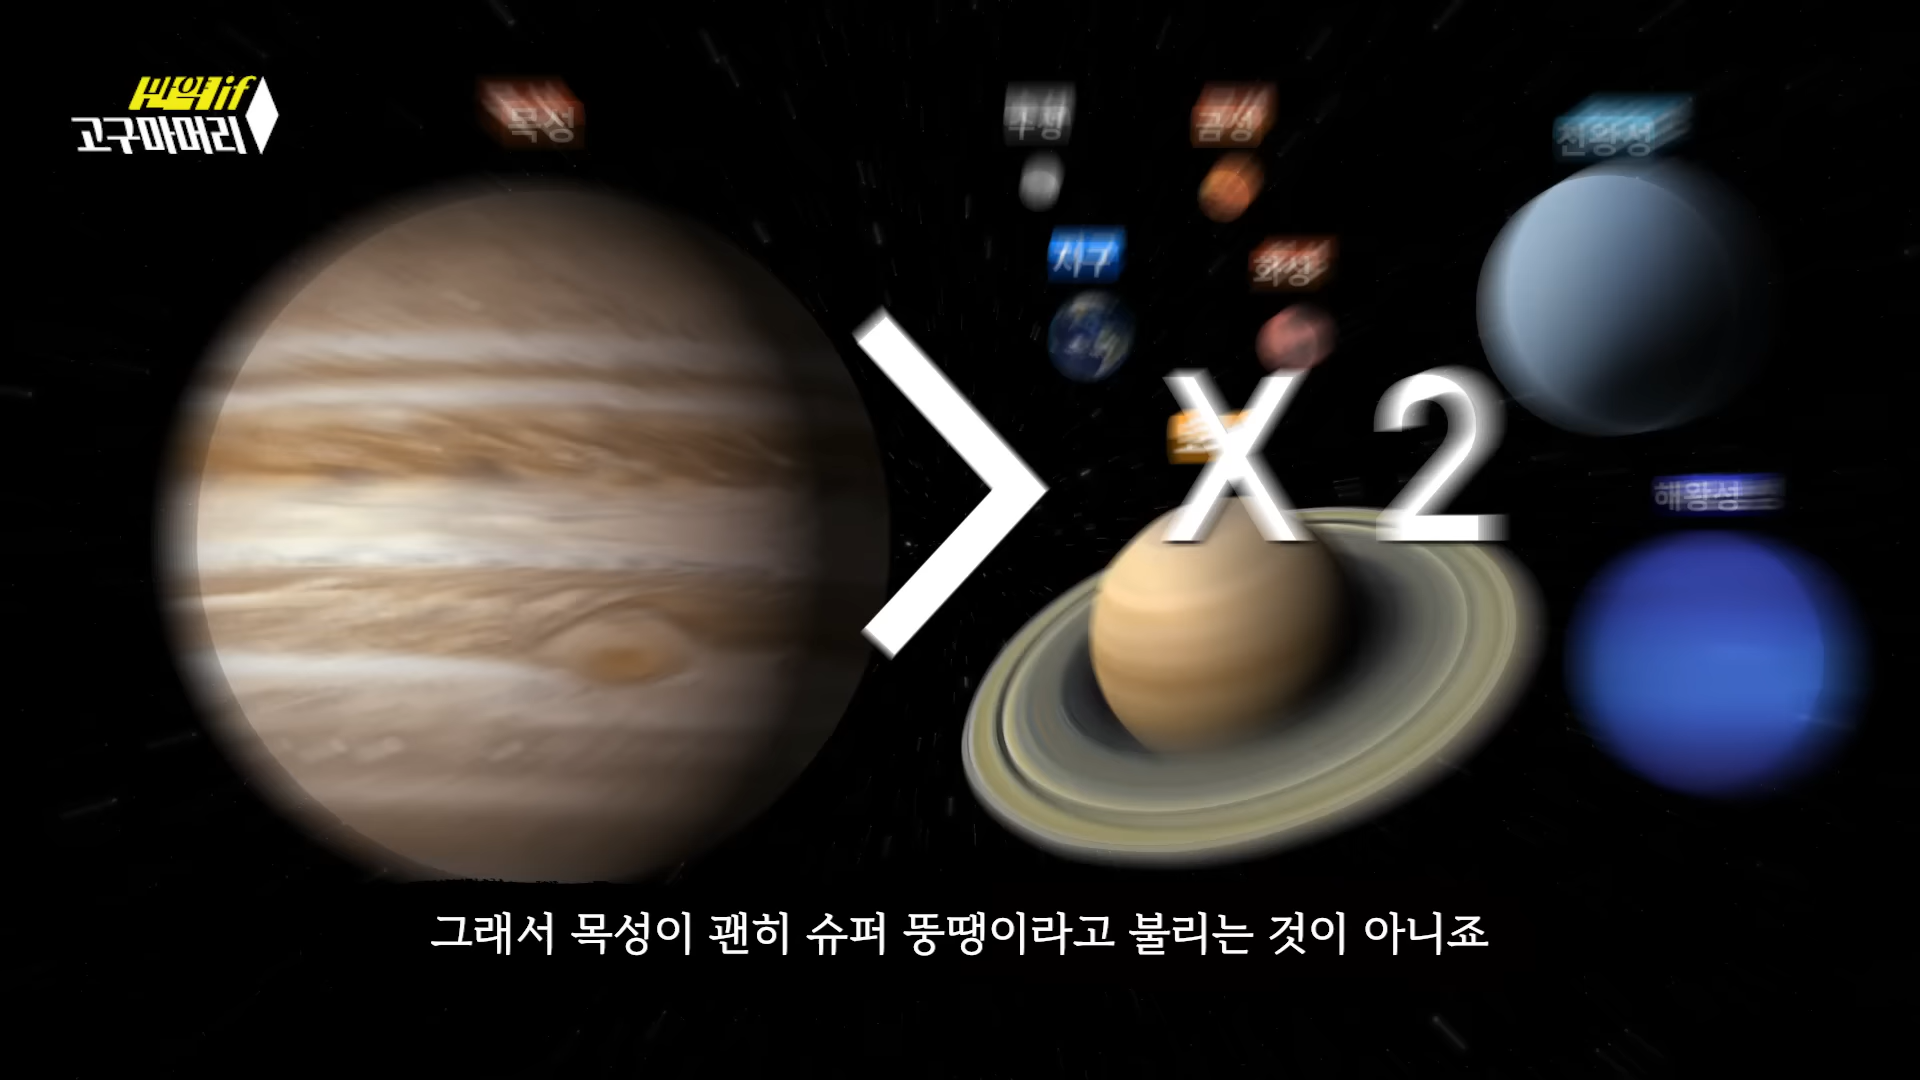 만약if
고구마머리
목성
수성
금성
천왕성
지구
화성
X 2
해왕성
그래서 목성이 괜히 슈퍼 뚱땡이라고 불리는 것이 아니죠